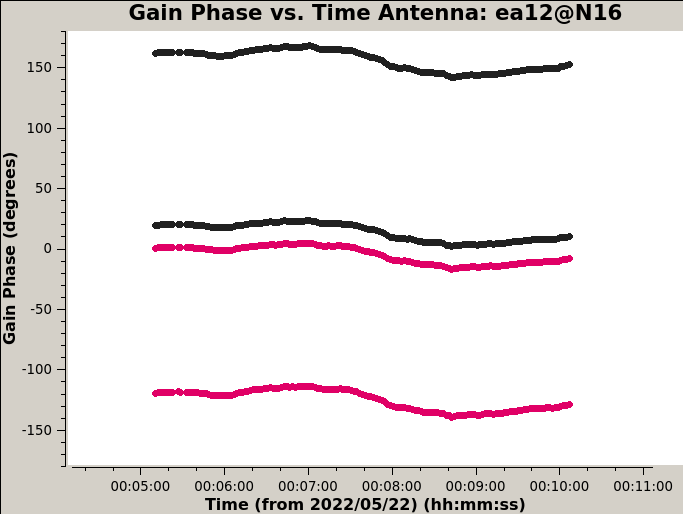 Gain Phase vs. Time Antenna: ea12@N16
Gain Phase (degrees)
150
100
50
0
-50
-100
-150
00:05:00 00:06:00 00:07:00 00:08:00 00:09:00 00:10:00 00:11:00
Time (from 2022/05/22) (hh:mm:ss)